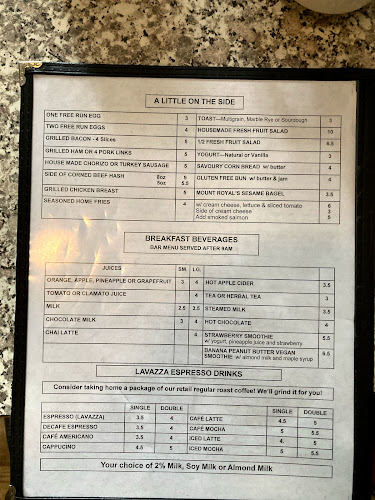 A LITTLE ON THE SIDE
ONE FREE RUN EGG 3
TWO FREE RUN EGGS 4
GRILLED BACON - 4 Slices 5
GRILLED HAM OR 4 PORK LINKS 5
HOUSE MADE CHORIZO OR TURKEY SAUSAGE 5
SIDE OF CORNED BEEF HASH 5oz 5
8oz 5.5
GRILLED CHICKEN BREAST 5
SEASONED HOME FRIES 4
TOAST—Multigrain, Marble Rye or Sourdough 3
HOUSEMADE FRESH FRUIT SALAD 10
1/2 FRESH FRUIT SALAD 6.5
YOGURT—Natural or Vanilla 3
SAVOURY CORN BREAD w/ butter 4
GLUTEN FREE BUN w/ butter & jam 4
MOUNT ROYAL'S SESAME BAGEL 3.5
w/ cream cheese, lettuce & sliced tomato 6
Side of cream cheese 3
Add smoked salmon 5
BREAKFAST BEVERAGES
BAR MENU SERVED AFTER 9AM
JUICES SM. LG.
ORANGE, APPLE, PINEAPPLE OR GRAPEFRUIT 3 4
TOMATO OR CLAMATO JUICE 4
MILK 2.5 3.5
CHOCOLATE MILK 3 4
CHAI LATTE 4
HOT APPLE CIDER 3.5
TEA OR HERBAL TEA 3
STEAMED MILK 3.5
HOT CHOCOLATE 4
STRAWBERRY SMOOTHIE 5.5
w/ yogurt, pineapple juice and strawberry
BANANA PEANUT BUTTER VEGAN 5.5
SMOOTHIE w/ almond milk and maple syrup
LAVAZZA ESPRESSO DRINKS
Consider taking home a package of our retail regular roast coffee! We'll grind it for you!
SINGLE DOUBLE
ESPRESSO (LAVAZZA) 3.5 4
DECAFE ESPRESSO 3.5 4
CAFÉ AMERICANO 3.5 4
CAPPUCINO 4.5 5
SINGLE DOUBLE
CAFÉ LATTE 4.5 5
CAFE MOCHA 5 5.5
ICED LATTE 4. 5
ICED MOCHA 5 5.5
Your choice of 2% Milk, Soy Milk or Almond Milk